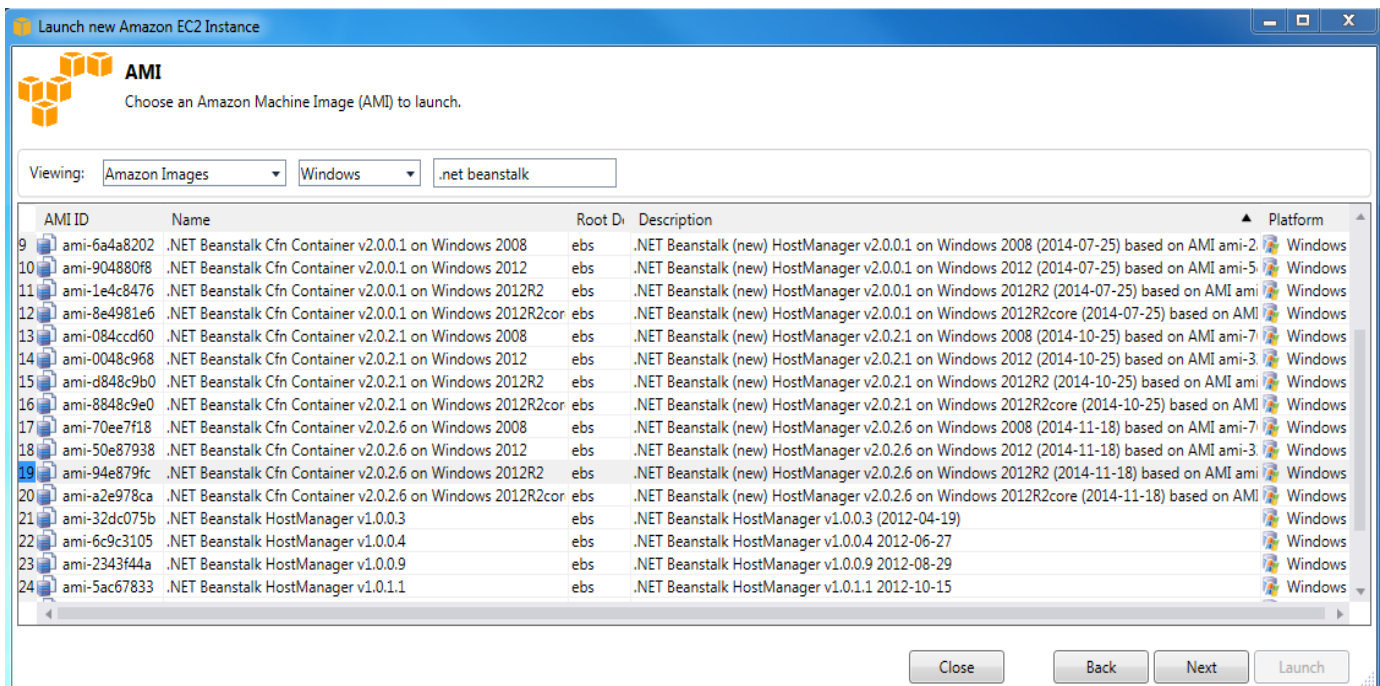 Launch new Amazon EC2 Instance
AMI
Choose an Amazon Machine Image (AMI) to launch.
Viewing: Amazon Images Windows .net beanstalk
AMI ID Name Root D Description Platform
9 ami-6a4a8202 .NET Beanstalk Cfn Container v2.0.0.1 on Windows 2008 ebs .NET Beanstalk (new) HostManager v2.0.0.1 on Windows 2008 (2014-07-25) based on AMI ami-2 Windows
10 ami-904880f8 .NET Beanstalk Cfn Container v2.0.0.1 on Windows 2012 ebs .NET Beanstalk (new) HostManager v2.0.0.1 on Windows 2012 (2014-07-25) based on AMI ami-5 Windows
11 ami-1e4c8476 .NET Beanstalk Cfn Container v2.0.0.1 on Windows 2012R2 ebs .NET Beanstalk (new) HostManager v2.0.0.1 on Windows 2012R2 (2014-07-25) based on AMI ami Windows
12 ami-8e4981e6 .NET Beanstalk Cfn Container v2.0.0.1 on Windows 2012R2cor ebs .NET Beanstalk (new) HostManager v2.0.0.1 on Windows 2012R2core (2014-07-25) based on AMI Windows
13 ami-084ccd60 .NET Beanstalk Cfn Container v2.0.2.1 on Windows 2008 ebs .NET Beanstalk (new) HostManager v2.0.2.1 on Windows 2008 (2014-10-25) based on AMI ami-7 Windows
14 ami-0048c968 .NET Beanstalk Cfn Container v2.0.2.1 on Windows 2012 ebs .NET Beanstalk (new) HostManager v2.0.2.1 on Windows 2012 (2014-10-25) based on AMI ami-3 Windows
15 ami-d848c9b0 .NET Beanstalk Cfn Container v2.0.2.1 on Windows 2012R2 ebs .NET Beanstalk (new) HostManager v2.0.2.1 on Windows 2012R2 (2014-10-25) based on AMI ami Windows
16 ami-8848c9e0 .NET Beanstalk Cfn Container v2.0.2.1 on Windows 2012R2cor ebs .NET Beanstalk (new) HostManager v2.0.2.1 on Windows 2012R2core (2014-10-25) based on AMI Windows
17 ami-70ee7f18 .NET Beanstalk Cfn Container v2.0.2.6 on Windows 2008 ebs .NET Beanstalk (new) HostManager v2.0.2.6 on Windows 2008 (2014-11-18) based on AMI ami-7 Windows
18 ami-50e87938 .NET Beanstalk Cfn Container v2.0.2.6 on Windows 2012 ebs .NET Beanstalk (new) HostManager v2.0.2.6 on Windows 2012 (2014-11-18) based on AMI ami-3 Windows
19 ami-94e879fc .NET Beanstalk Cfn Container v2.0.2.6 on Windows 2012R2 ebs .NET Beanstalk (new) HostManager v2.0.2.6 on Windows 2012R2 (2014-11-18) based on AMI ami Windows
20 ami-a2e978ca .NET Beanstalk Cfn Container v2.0.2.6 on Windows 2012R2cor ebs .NET Beanstalk (new) HostManager v2.0.2.6 on Windows 2012R2core (2014-11-18) based on AMI Windows
21 ami-32dc075b .NET Beanstalk HostManager v1.0.0.3 ebs .NET Beanstalk HostManager v1.0.0.3 (2012-04-19) Windows
22 ami-6c9c3105 .NET Beanstalk HostManager v1.0.0.4 ebs .NET Beanstalk HostManager v1.0.0.4 2012-06-27 Windows
23 ami-2343f44a .NET Beanstalk HostManager v1.0.0.9 ebs .NET Beanstalk HostManager v1.0.0.9 2012-08-29 Windows
24 ami-5ac67833 .NET Beanstalk HostManager v1.0.1.1 ebs .NET Beanstalk HostManager v1.0.1.1 2012-10-15 Windows
Close Back Next Launch